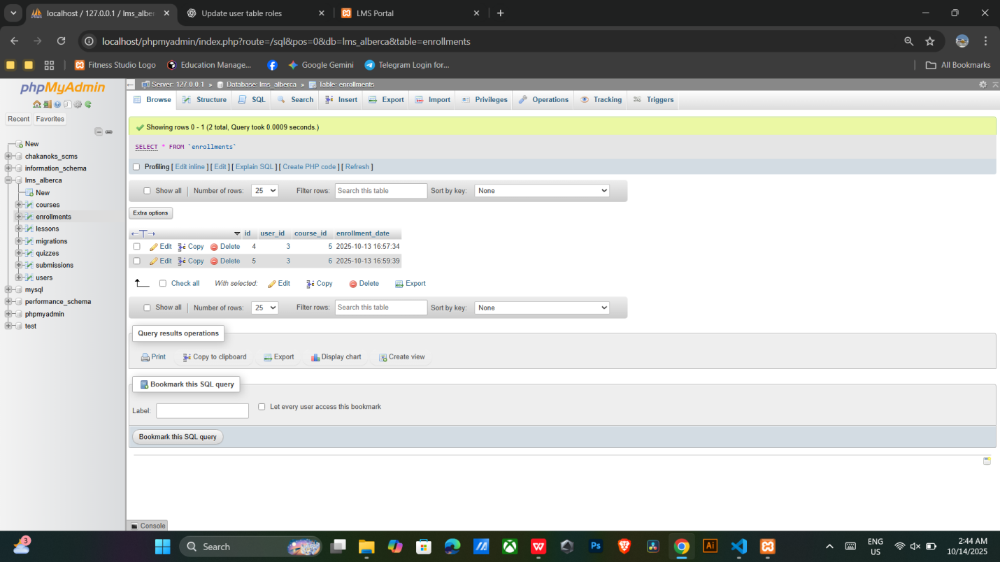 localhost / 127.0.0.1 / lms_alber
Update user table roles
LMS Portal
localhost/phpmyadmin/index.php?route=/sql&pos=0&db=lms_alberca&table=enrollments
Fitness Studio Logo
Education Manage...
Google Gemini
Telegram Login for...
All Bookmarks
phpMyAdmin
Recent Favorites
New
chakanoks_scms
information_schema
lms_alberca
New
courses
enrollments
lessons
migrations
quizzes
submissions
users
mysql
performance_schema
phpmyadmin
test
Server: 127.0.0.1 » Database: lms_alberca » Table: enrollments
Browse Structure SQL Search Insert Export Import Privileges Operations Tracking Triggers
Showing rows 0 - 1 (2 total, Query took 0.0009 seconds.)
SELECT * FROM `enrollments`
Profiling [ Edit inline ] [ Edit ] [ Explain SQL ] [ Create PHP code ] [ Refresh ]
Show all Number of rows: 25 Filter rows: Search this table Sort by key: None
Extra options
id user_id course_id enrollment_date
Edit Copy Delete 4 3 5 2025-10-13 16:57:34
Edit Copy Delete 5 3 6 2025-10-13 16:59:39
Check all With selected: Edit Copy Delete Export
Show all Number of rows: 25 Filter rows: Search this table Sort by key: None
Query results operations
Print Copy to clipboard Export Display chart Create view
Bookmark this SQL query
Label: Let every user access this bookmark
Bookmark this SQL query
Console
3
Search
Ps
Ai
ENG
US
2:44 AM
10/14/2025